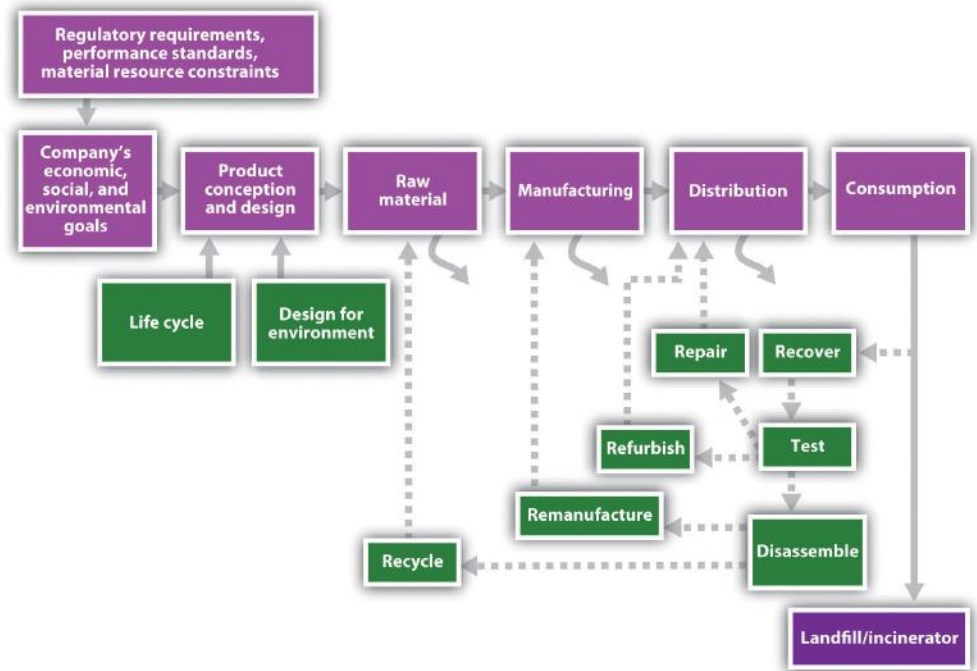 Regulatory requirements,
performance standards,
material resource constraints
Company's
economic,
social, and
environmental
goals
Product
conception
and design
Raw
material
Manufacturing
Distribution
Consumption
Life cycle
Design for
environment
Repair
Recover
Refurbish
Test
Remanufacture
Disassemble
Recycle
Landfill/incinerator